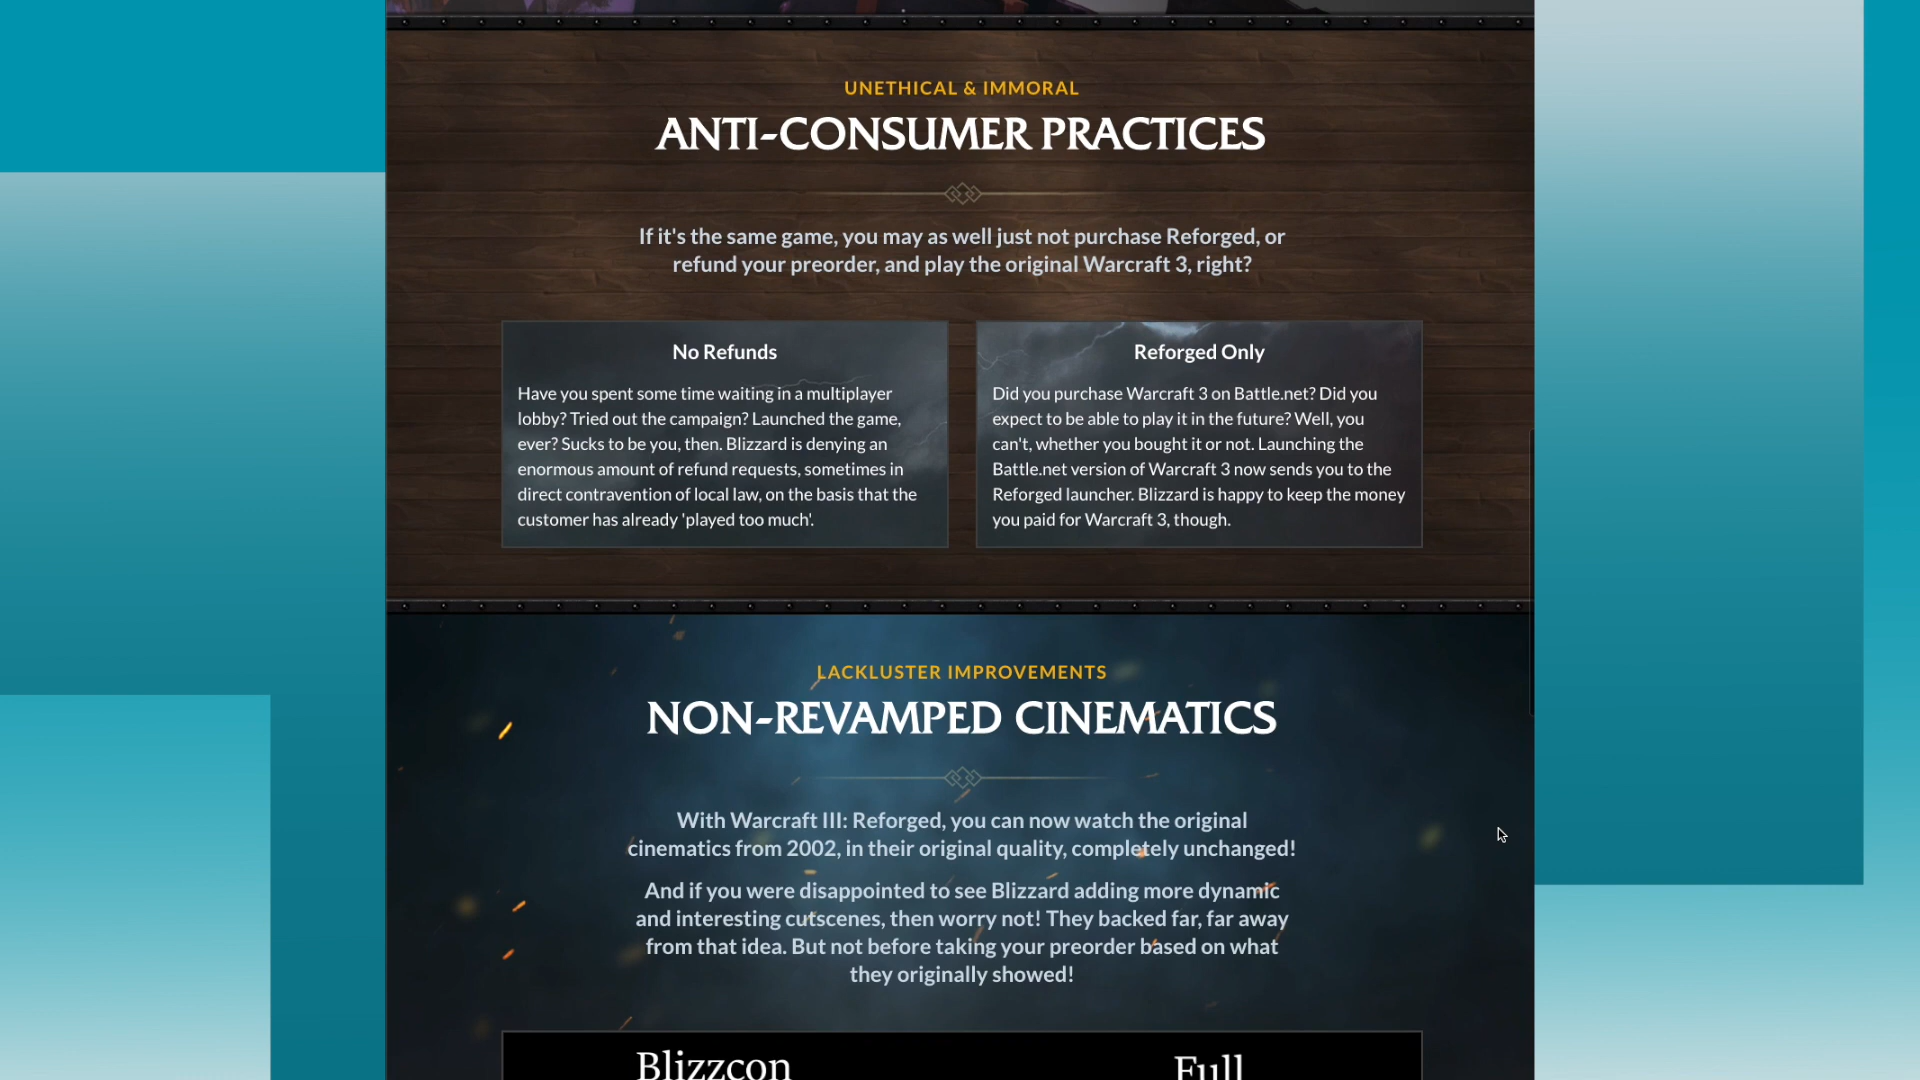 UNETHICAL & IMMORAL
ANTI-CONSUMER PRACTICES
If it's the same game, you may as well just not purchase Reforged, or
refund your preorder, and play the original Warcraft 3, right?
No Refunds
Have you spent some time waiting in a multiplayer
lobby? Tried out the campaign? Launched the game,
ever? Sucks to be you, then. Blizzard is denying an
enormous amount of refund requests, sometimes in
direct contravention of local law, on the basis that the
customer has already 'played too much'.
Reforged Only
Did you purchase Warcraft 3 on Battle.net? Did you
expect to be able to play it in the future? Well, you
can't, whether you bought it or not. Launching the
Battle.net version of Warcraft 3 now sends you to the
Reforged launcher. Blizzard is happy to keep the money
you paid for Warcraft 3, though.
LACKLUSTER IMPROVEMENTS
NON-REVAMPED CINEMATICS
With Warcraft III: Reforged, you can now watch the original
cinematics from 2002, in their original quality, completely unchanged!
And if you were disappointed to see Blizzard adding more dynamic
and interesting cutscenes, then worry not! They backed far, far away
from that idea. But not before taking your preorder based on what
they originally showed!
Blizzcon
Full